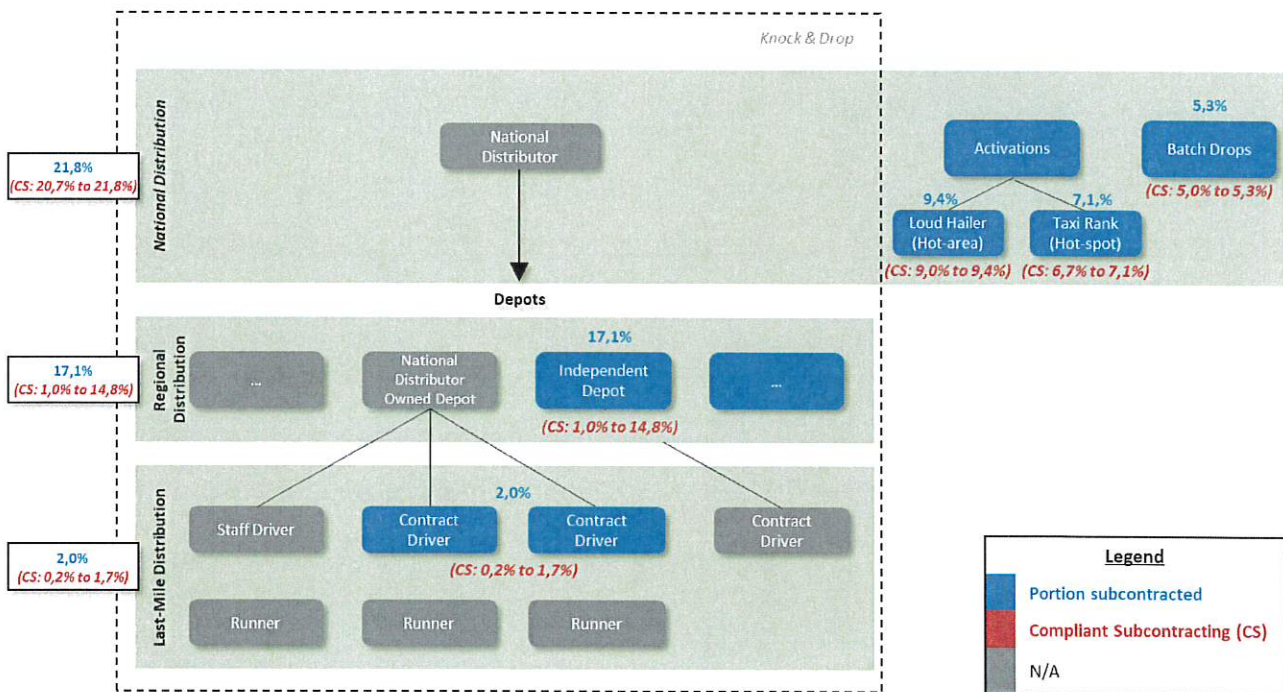 Knock & Drop
National Distribution
National
Distributor
21,8%
(CS: 20,7% to 21,8%)
Activations
5,3%
Batch Drops
(CS: 5,0% to 5,3%)
9,4%
Loud Hailer
(Hot-area)
(CS: 9,0% to 9,4%)
7,1,%
Taxi Rank
(Hot-spot)
(CS: 6,7% to 7,1%)
Depots
Regional
Distribution
17,1%
(CS: 1,0% to 14,8%)
...
National
Distributor
Owned Depot
17,1%
Independent
Depot
(CS: 1,0% to 14,8%)
...
Last-Mile Distribution
2,0%
(CS: 0,2% to 1,7%)
Staff Driver
2,0%
Contract
Driver
Contract
Driver
(CS: 0,2% to 1,7%)
Contract
Driver
Runner
Runner
Runner
Legend
Portion subcontracted
Compliant Subcontracting (CS)
N/A